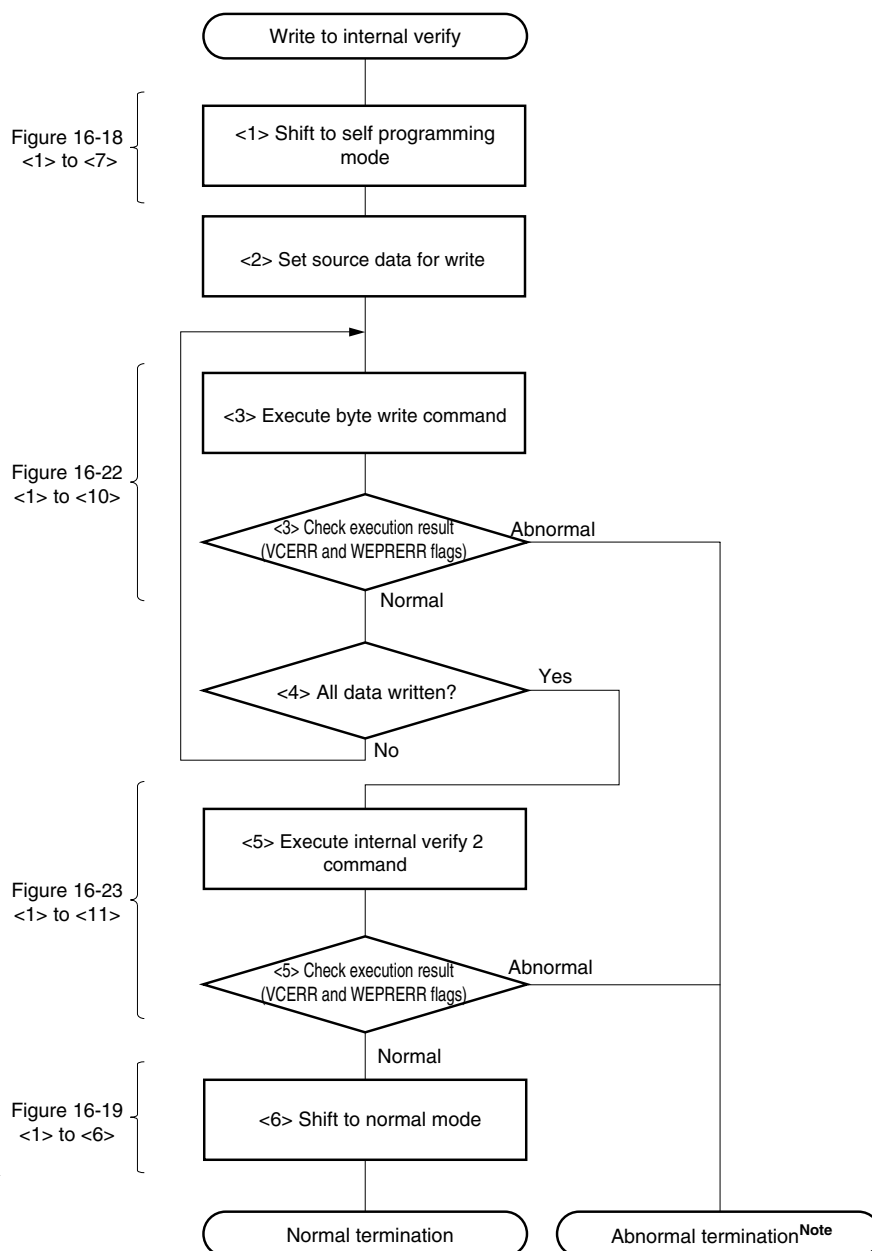 Write to internal verify
Figure 16-18
<1> to <7>
<1> Shift to self programming
mode
<2> Set source data for write
Figure 16-22
<1> to <10>
<3> Execute byte write command
<3> Check execution result
(VCERR and WEPRERR flags)
Abnormal
Normal
<4> All data written?
Yes
No
Figure 16-23
<1> to <11>
<5> Execute internal verify 2
command
<5> Check execution result
(VCERR and WEPRERR flags)
Abnormal
Normal
Figure 16-19
<1> to <6>
<6> Shift to normal mode
Normal termination
Abnormal termination Note